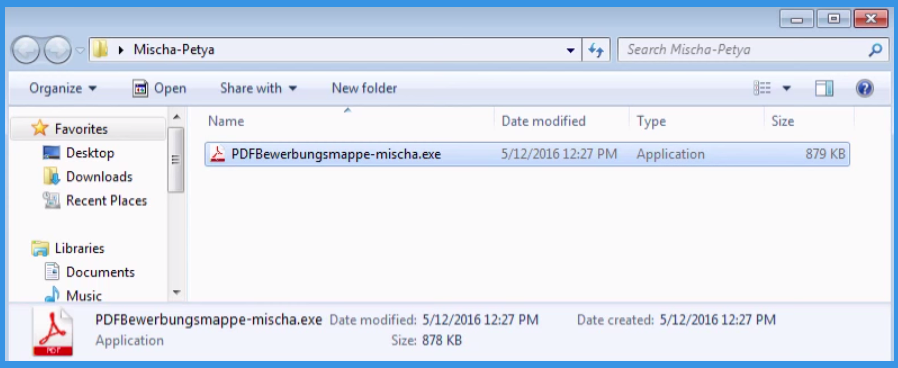 Mischa-Petya
Search Mischa-Petya
Organize Open Share with New folder
Name Date modified Type Size
Favorites
PDFBewerbungsmappe-mischa.exe 5/12/2016 12:27 PM Application 879 KB
Desktop
Downloads
Recent Places
Libraries
Documents
Music
PDFBewerbungsmappe-mischa.exe Date modified: 5/12/2016 12:27 PM Date created: 5/12/2016 12:27 PM
Application Size: 878 KB
PDF